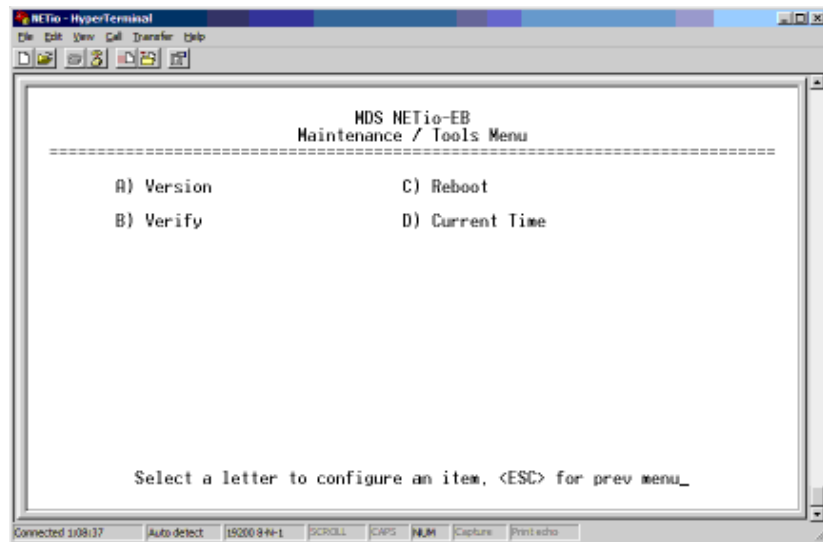 NETio - HyperTerminal
File Edit View Call Transfer Help
MDS NETio-EB
Maintenance / Tools Menu
================================================================================
A) Version C) Reboot
B) Verify D) Current Time
Select a letter to configure an item, <ESC> for prev menu_
Connected 1:08:37 Auto detect 19200 8-N-1 SCROLL CAPS NUM Capture Print echo